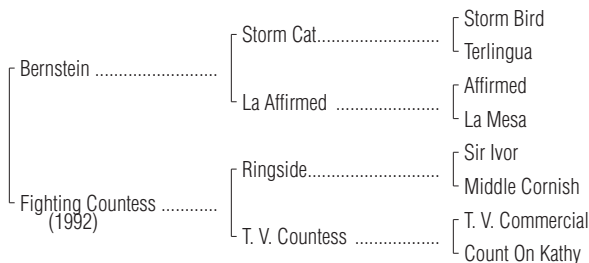 Storm Bird
Storm Cat..........................
Terlingua
Bernstein ..........................
Affirmed
La Affirmed ......................
La Mesa
Sir Ivor
Ringside............................
Middle Cornish
Fighting Countess ............
(1992)
T. V. Commercial
T. V. Countess ..................
Count On Kathy